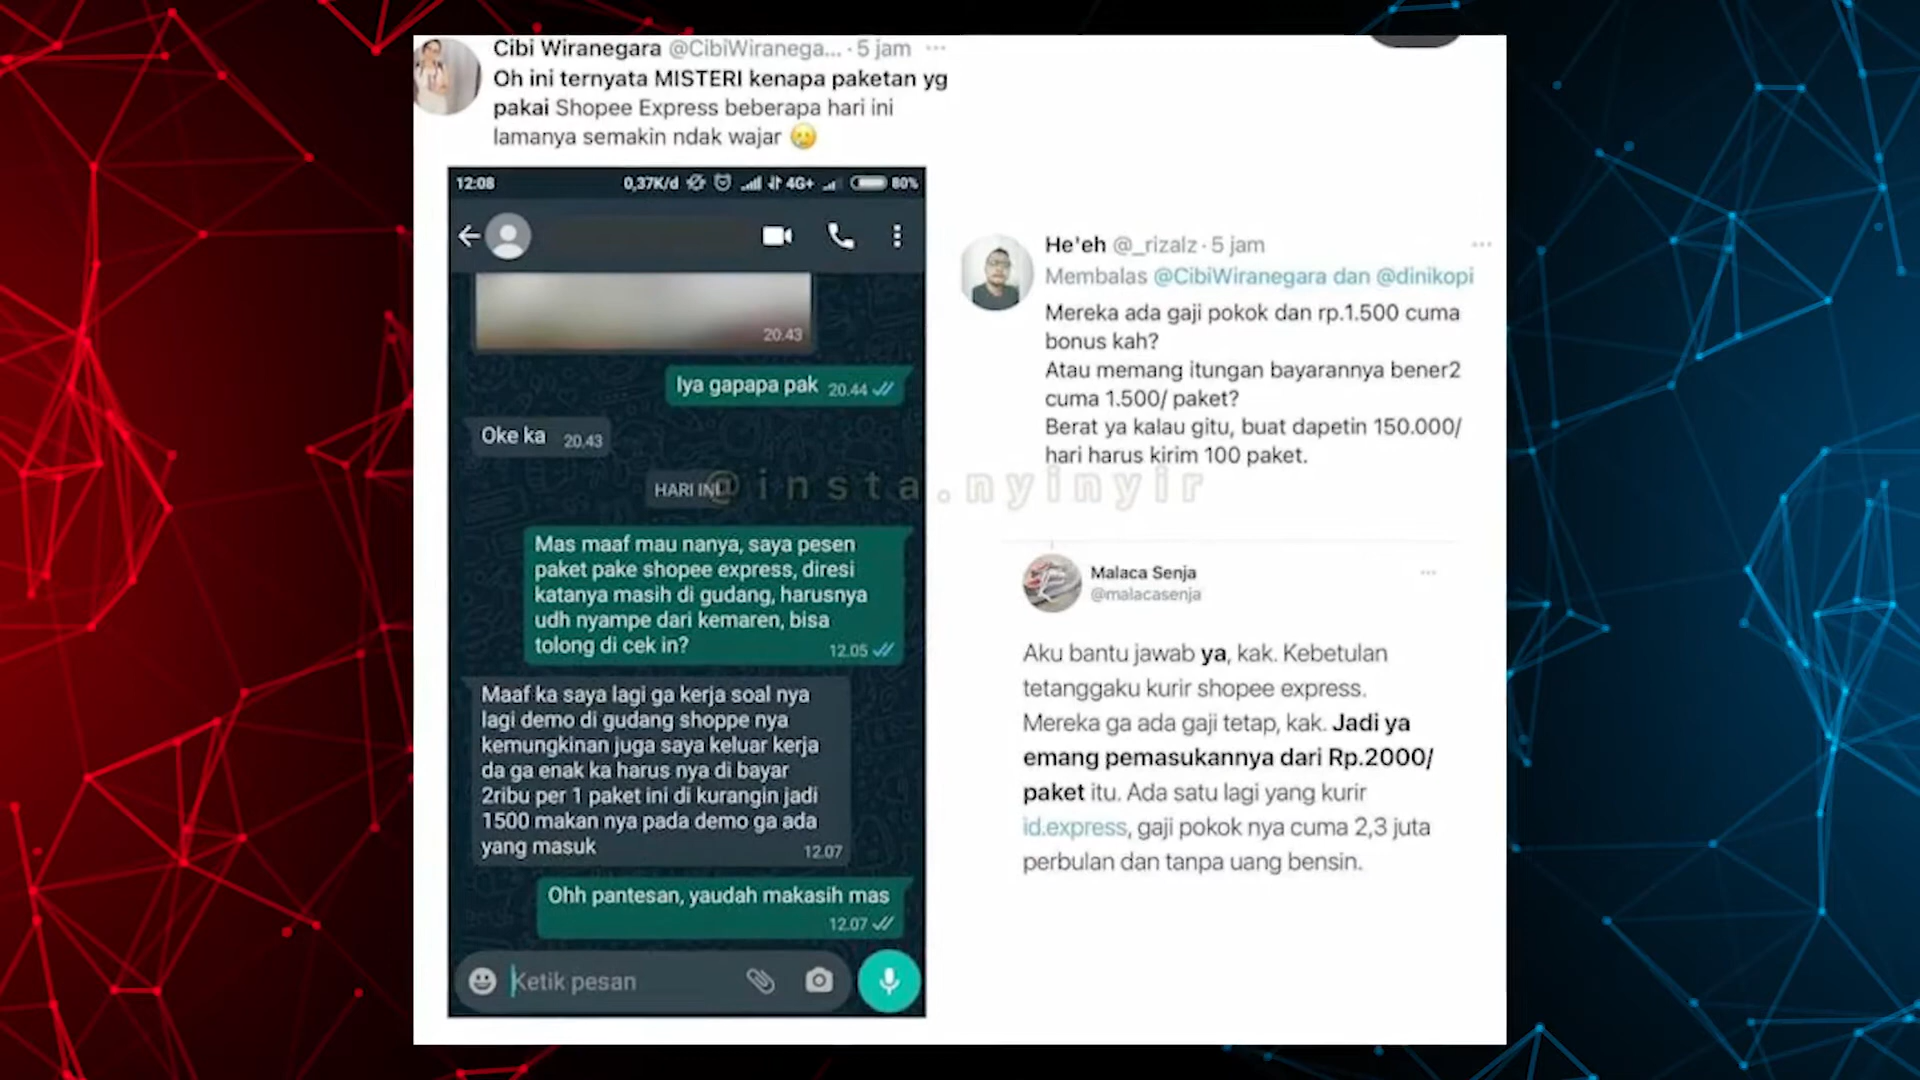 Cibi Wiranegara @CibiWiranega... · 5 jam ...
Oh ini ternyata MISTERI kenapa paketan yg
pakai Shopee Express beberapa hari ini
lamanya semakin ndak wajar 🥲
12:08
0,37K/d 4G+ 80%
20.43
Iya gapapa pak 20.44
Oke ka 20.43
HARI INI
Mas maaf mau nanya, saya pesen
paket pake shopee express, diresi
katanya masih di gudang, harusnya
udh nyampe dari kemaren, bisa
tolong di cek in? 12.05
Maaf ka saya lagi ga kerja soal nya
lagi demo di gudang shoppe nya
kemungkinan juga saya keluar kerja
da ga enak ka harus nya di bayar
2ribu per 1 paket ini di kurangin jadi
1500 makan nya pada demo ga ada
yang masuk 12.07
Ohh pantesan, yaudah makasih mas
12.07
Ketik pesan
@insta.nyinyir
He'eh @_rizalz · 5 jam ...
Membalas @CibiWiranegara dan @dinikopi
Mereka ada gaji pokok dan rp.1.500 cuma
bonus kah?
Atau memang itungan bayarannya bener2
cuma 1.500/ paket?
Berat ya kalau gitu, buat dapetin 150.000/
hari harus kirim 100 paket.
Malaca Senja ...
@malacasenja
Aku bantu jawab ya, kak. Kebetulan
tetanggaku kurir shopee express.
Mereka ga ada gaji tetap, kak. Jadi ya
emang pemasukannya dari Rp.2000/
paket itu. Ada satu lagi yang kurir
id.express, gaji pokok nya cuma 2,3 juta
perbulan dan tanpa uang bensin.